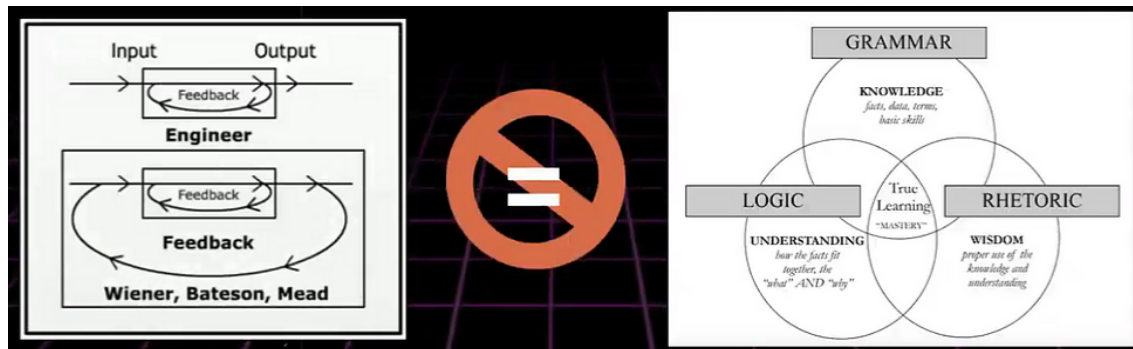 Input Output
Feedback
Engineer
Feedback
Feedback
Wiener, Bateson, Mead
=
GRAMMAR
KNOWLEDGE
facts, data, terms,
basic skills
LOGIC
True
Learning
"MASTERY"
RHETORIC
UNDERSTANDING
how the facts fit
together, the
"what" AND "why"
WISDOM
proper use of the
knowledge and
understanding